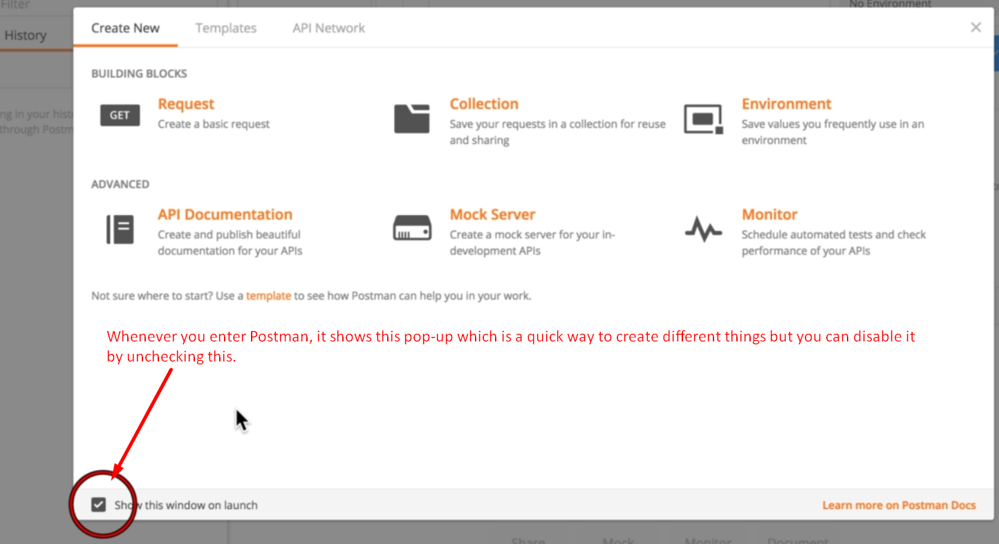 Filter
No Environment
History
Create New
Templates
API Network
BUILDING BLOCKS
GET
Request
Create a basic request
Collection
Save your requests in a collection for reuse
and sharing
Environment
Save values you frequently use in an
environment
ng in your hist
through Postm
ADVANCED
API Documentation
Create and publish beautiful
documentation for your APIs
Mock Server
Create a mock server for your in-
development APIs
Monitor
Schedule automated tests and check
performance of your APIs
Not sure where to start? Use a template to see how Postman can help you in your work.
Whenever you enter Postman, it shows this pop-up which is a quick way to create different things but you can disable it
by unchecking this.
Show this window on launch
Learn more on Postman Docs
Share
Mock
Monitor
Document